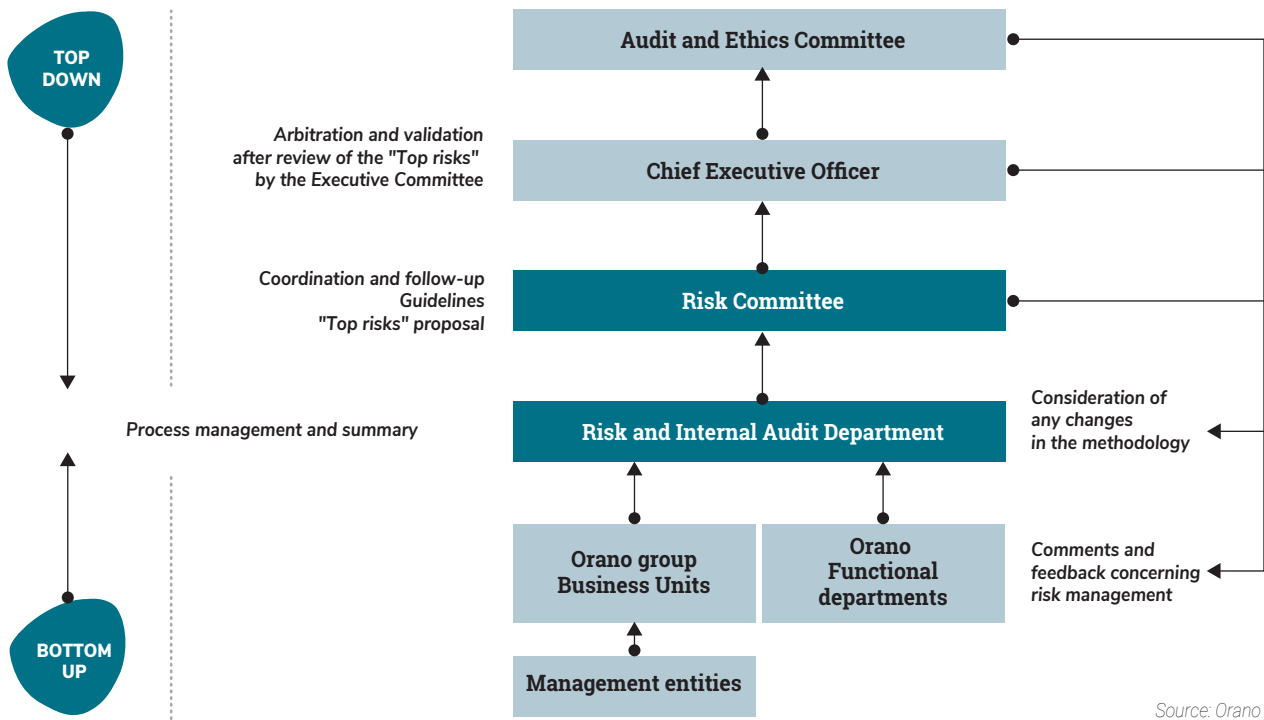 TOP
DOWN
Audit and Ethics Committee
Arbitration and validation
after review of the "Top risks"
by the Executive Committee
Chief Executive Officer
Coordination and follow-up
Guidelines
"Top risks" proposal
Risk Committee
Process management and summary
Risk and Internal Audit Department
Consideration of
any changes
in the methodology
Orano group
Business Units
Orano
Functional
departments
Comments and
feedback concerning
risk management
BOTTOM
UP
Management entities
Source: Orano